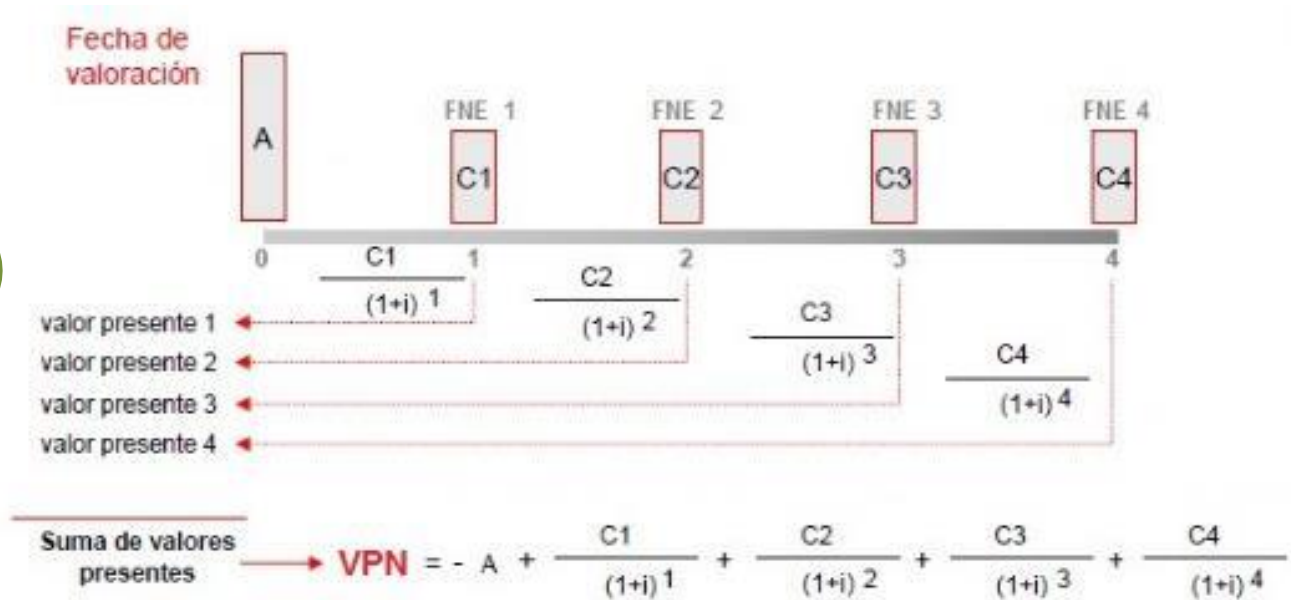 Fecha de
valoración
A
FNE 1
FNE 2
FNE 3
FNE 4
C1
C2
C3
C4
0
1
2
3
4
C1
(1+i) 1
C2
(1+i) 2
C3
(1+i) 3
C4
(1+i) 4
valor presente 1
valor presente 2
valor presente 3
valor presente 4
Suma de valores
presentes
VPN = - A + C1 + C2 + C3 + C4
(1+i) 1 (1+i) 2 (1+i) 3 (1+i) 4